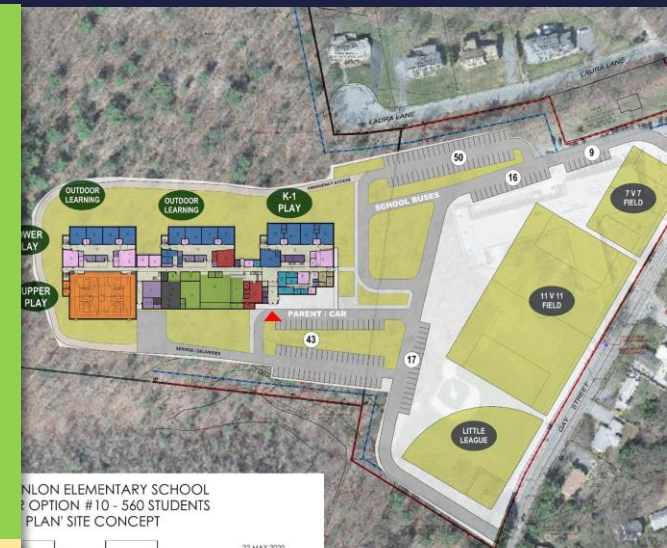 LAURA LANE
LAURA LANE
50
9
EMERGENCY ACCESS
16
SCHOOL BUSES
OUTDOOR
LEARNING
OUTDOOR
LEARNING
K-1
PLAY
7 V 7
FIELD
OWER
LAY
UPPER
PLAY
11 V 11
FIELD
PARENT / CAR
43
17
SERVICE / DELIVERIES
DAY STREET
LITTLE
LEAGUE
NLON ELEMENTARY SCHOOL
R OPTION #10 - 560 STUDENTS
PLAN' SITE CONCEPT
22 MAY 2020